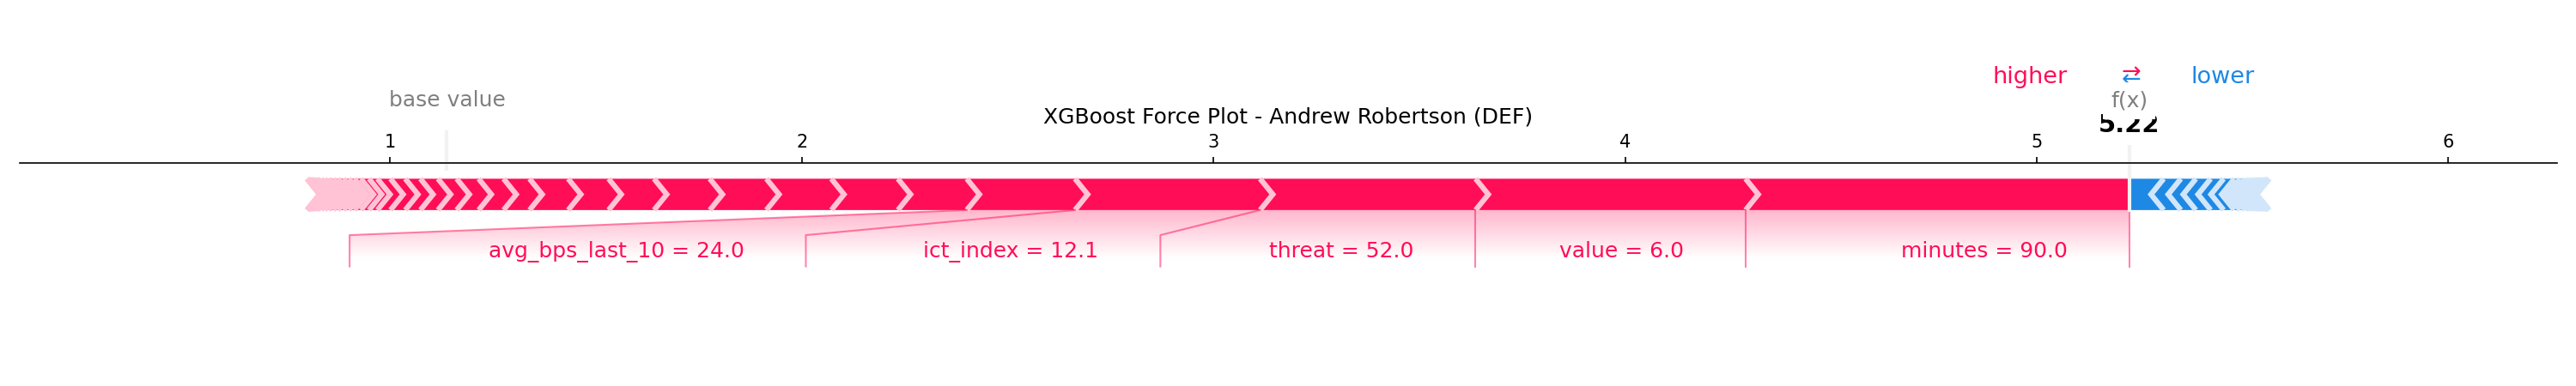 higher ⇄ lower
base value
f(x)
XGBoost Force Plot - Andrew Robertson (DEF)
5.22
1 2 3 4 5 6
avg_bps_last_10 = 24.0 ict_index = 12.1 threat = 52.0 value = 6.0 minutes = 90.0